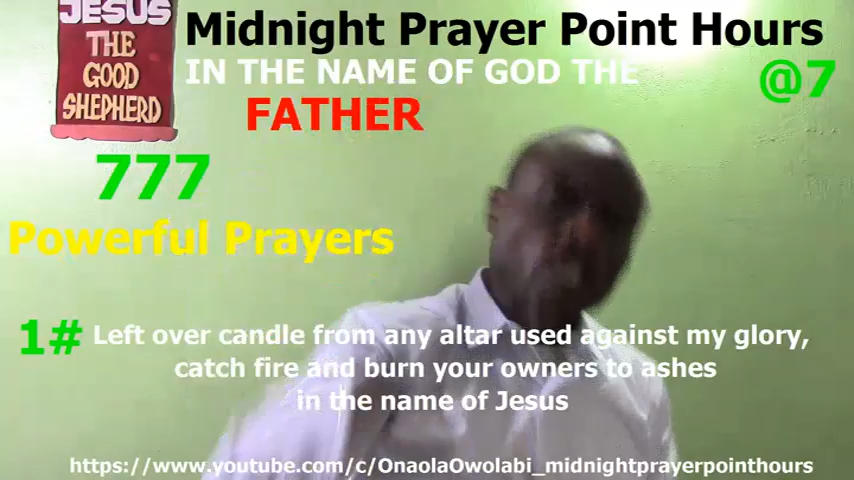 JESUS
THE
GOOD
SHEPHERD
Midnight Prayer Point Hours
IN THE NAME OF GOD THE
@7
FATHER
777
Powerful Prayers
1# Left over candle from any altar used against my glory,
catch fire and burn your owners to ashes
in the name of Jesus
https://www.youtube.com/c/OnaolaOwolabi_midnightprayerpointhours